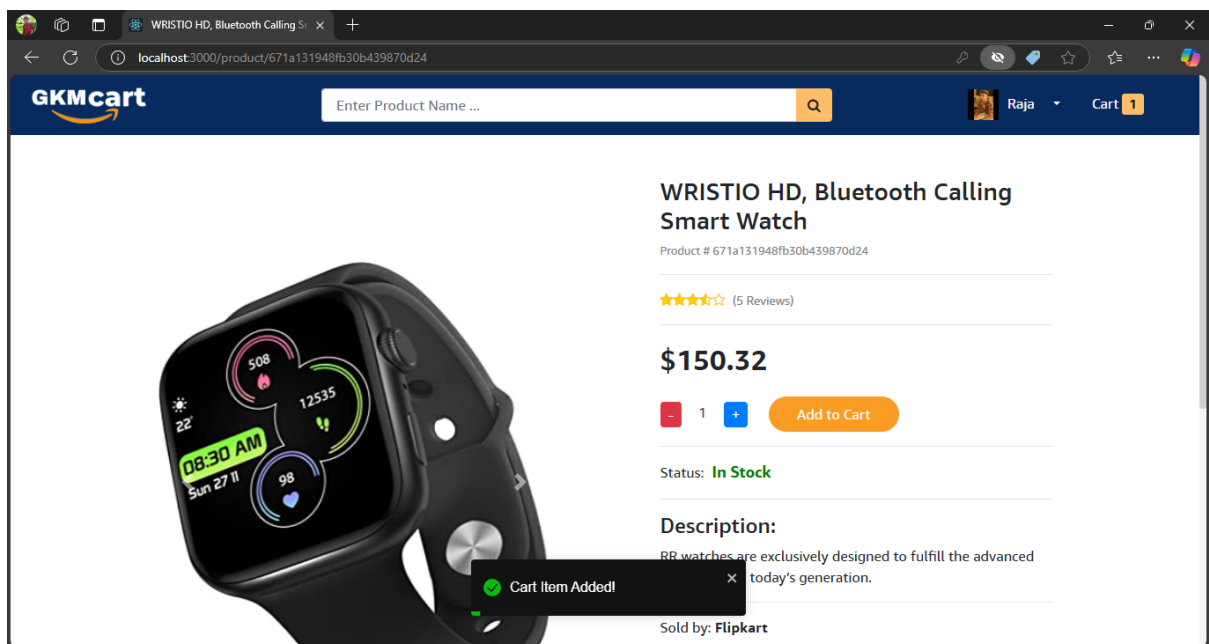 WRISTIO HD, Bluetooth Calling Sr
localhost:3000/product/671a131948fb30b439870d24
GKMcart
Enter Product Name ...
Raja
Cart 1
WRISTIO HD, Bluetooth Calling
Smart Watch
Product # 671a131948fb30b439870d24
(5 Reviews)
$150.32
- 1 +
Add to Cart
Status: In Stock
Description:
RR watches are exclusively designed to fulfill the advanced
today's generation.
Sold by: Flipkart
508
12535
22°
08:30 AM
Sun 27 11
98
Cart Item Added!